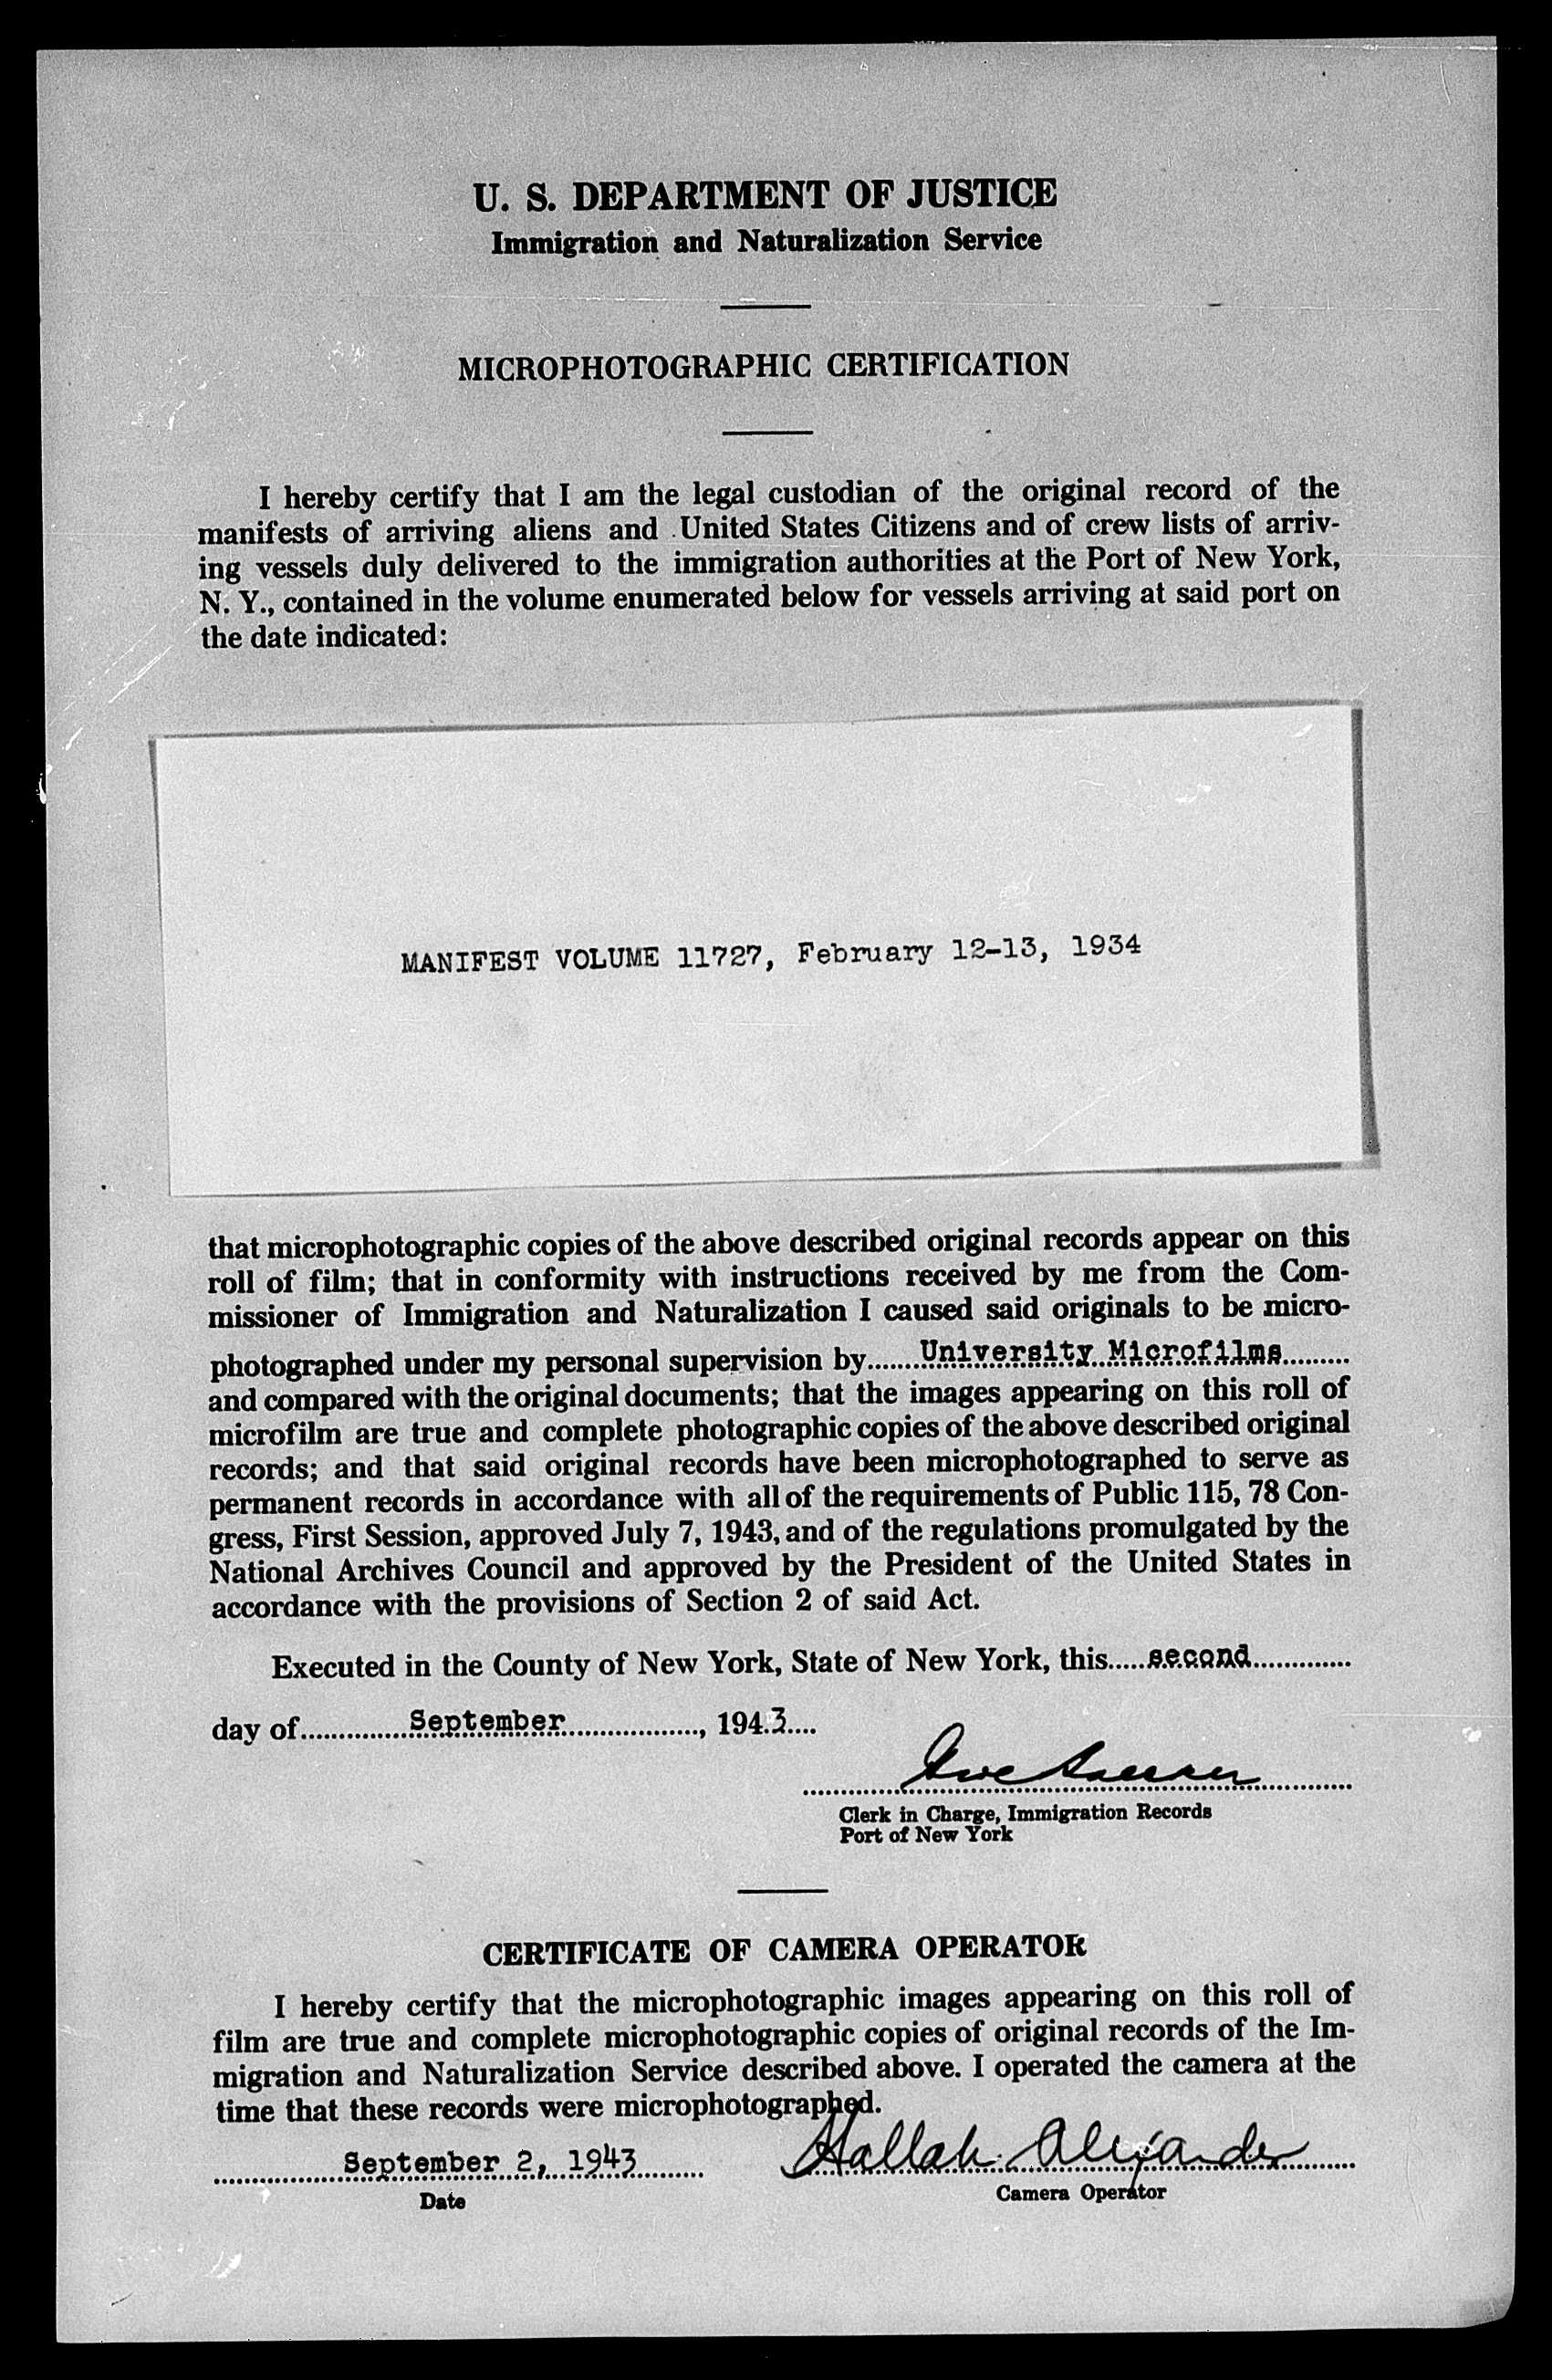 U. S. DEPARTMENT OF JUSTICE
Immigration and Naturalization Service
MICROPHOTOGRAPHIC CERTIFICATION
I hereby certify that I am the legal custodian of the original record of the
manifests of arriving aliens and United States Citizens and of crew lists of arriv-
ing vessels duly delivered to the immigration authorities at the Port of New York,
N. Y., contained in the volume enumerated below for vessels arriving at said port on
the date indicated:
MANIFEST VOLUME 11727, February 12-13, 1934
that microphotographic copies of the above described original records appear on this
roll of film; that in conformity with instructions received by me from the Com-
missioner of Immigration and Naturalization I caused said originals to be micro-
photographed under my personal supervision by.......University Microfilms.........
and compared with the original documents; that the images appearing on this roll of
microfilm are true and complete photographic copies of the above described original
records; and that said original records have been microphotographed to serve as
permanent records in accordance with all of the requirements of Public 115, 78 Con-
gress, First Session, approved July 7, 1943, and of the regulations promulgated by the
National Archives Council and approved by the President of the United States in
accordance with the provisions of Section 2 of said Act.
Executed in the County of New York, State of New York, this.....second.............
day of..............September.................., 194.3....
Clerk in Charge, Immigration Records
Port of New York
CERTIFICATE OF CAMERA OPERATOR
I hereby certify that the microphotographic images appearing on this roll of
film are true and complete microphotographic copies of original records of the Im-
migration and Naturalization Service described above. I operated the camera at the
time that these records were microphotographed.
September 2, 1943 Hallah Alexander
Date Camera Operator